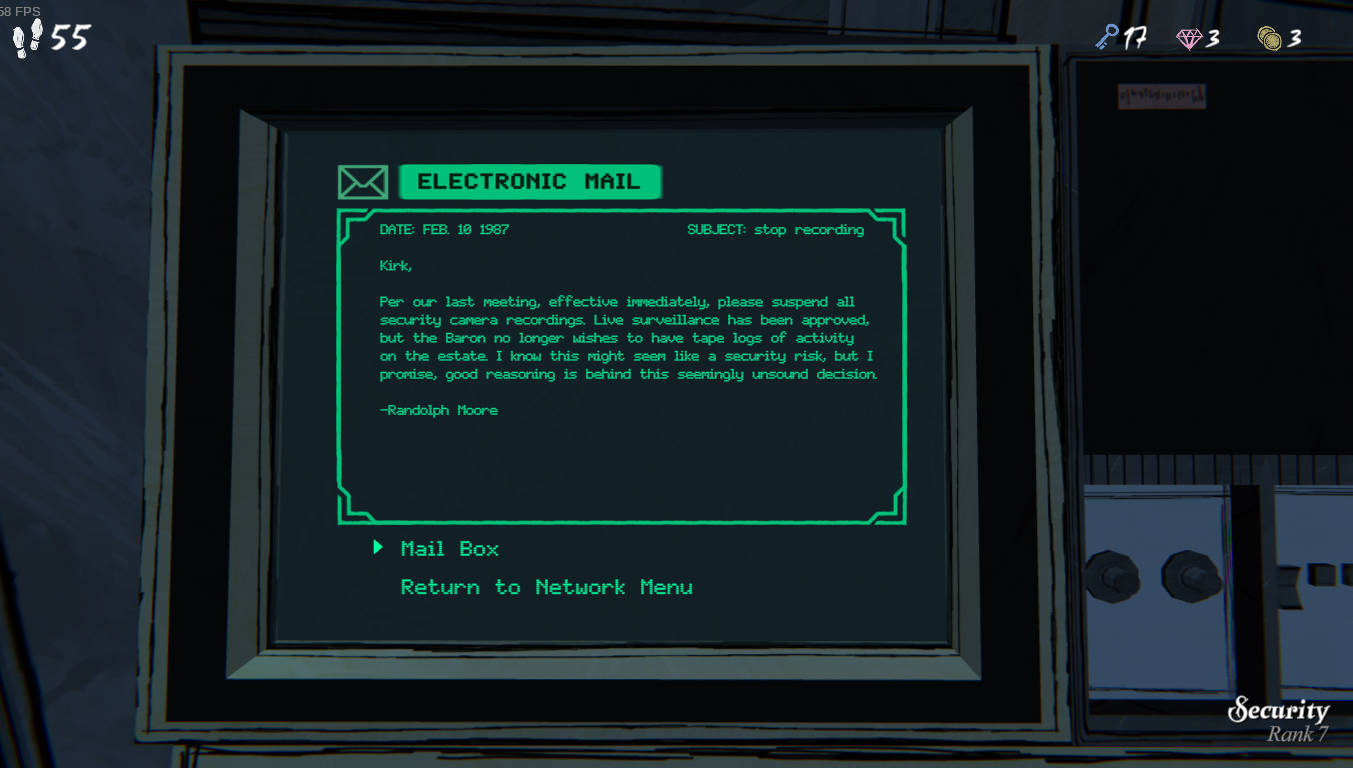 58 FPS
55
17 3 3
ELECTRONIC MAIL
DATE: FEB. 10 1987 SUBJECT: stop recording
Kirk,
Per our last meeting, effective immediately, please suspend all
security camera recordings. Live surveillance has been approved,
but the Baron no longer wishes to have tape logs of activity
on the estate. I know this might seem like a security risk, but I
promise, good reasoning is behind this seemingly unsound decision.
-Randolph Moore
Mail Box
Return to Network Menu
Security
Rank 7